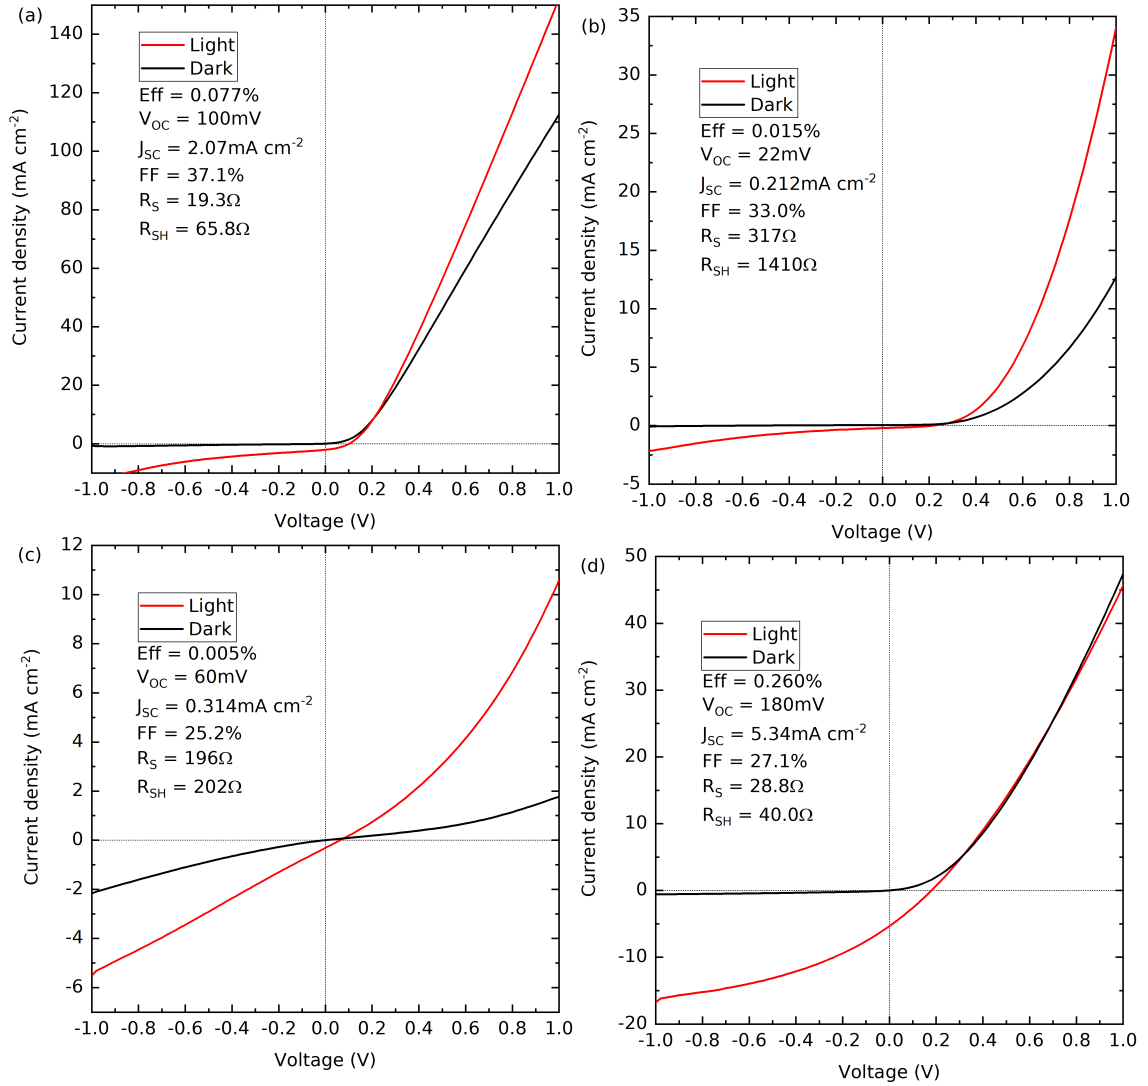 (a)
Light
Dark
Eff = 0.077%
V_OC = 100mV
J_SC = 2.07mA cm^-2
FF = 37.1%
R_S = 19.3Ω
R_SH = 65.8Ω
140
120
100
80
60
40
20
0
Current density (mA cm^-2)
-1.0 -0.8 -0.6 -0.4 -0.2 0.0 0.2 0.4 0.6 0.8 1.0
Voltage (V)
(b)
Light
Dark
Eff = 0.015%
V_OC = 22mV
J_SC = 0.212mA cm^-2
FF = 33.0%
R_S = 317Ω
R_SH = 1410Ω
35
30
25
20
15
10
5
0
-5
Current density (mA cm^-2)
-1.0 -0.8 -0.6 -0.4 -0.2 0.0 0.2 0.4 0.6 0.8 1.0
Voltage (V)
(c)
Light
Dark
Eff = 0.005%
V_OC = 60mV
J_SC = 0.314mA cm^-2
FF = 25.2%
R_S = 196Ω
R_SH = 202Ω
12
10
8
6
4
2
0
-2
-4
-6
Current density (mA cm^-2)
-1.0 -0.8 -0.6 -0.4 -0.2 0.0 0.2 0.4 0.6 0.8 1.0
Voltage (V)
(d)
Light
Dark
Eff = 0.260%
V_OC = 180mV
J_SC = 5.34mA cm^-2
FF = 27.1%
R_S = 28.8Ω
R_SH = 40.0Ω
50
40
30
20
10
0
-10
-20
Current density (mA cm^-2)
-1.0 -0.8 -0.6 -0.4 -0.2 0.0 0.2 0.4 0.6 0.8 1.0
Voltage (V)